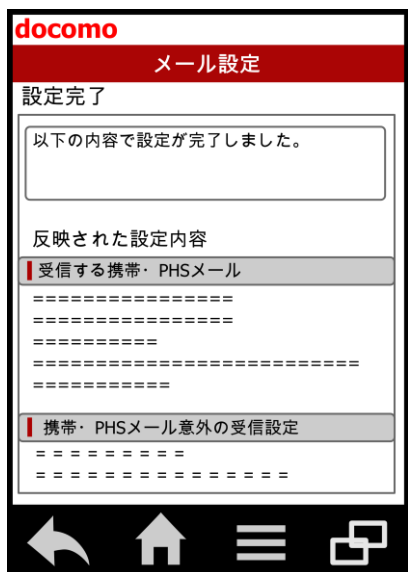 docomo
メール設定
設定完了
以下の内容で設定が完了しました。
反映された設定内容
受信する携帯・PHSメール
================
================
==========
==========================
===========
携帯・PHSメール意外の受信設定
= = = = = = = = =
= = = = = = = = = = = = = = =